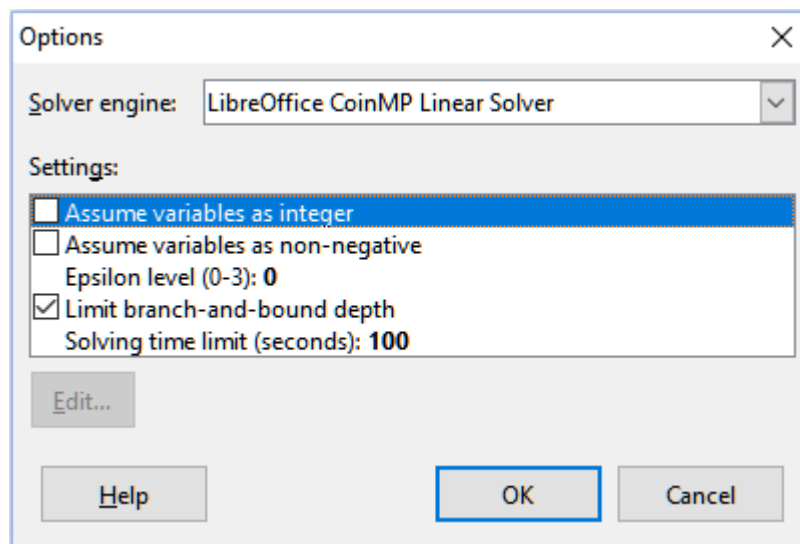 Options
Solver engine: LibreOffice CoinMP Linear Solver
Settings:
Assume variables as integer
Assume variables as non-negative
Epsilon level (0-3): 0
Limit branch-and-bound depth
Solving time limit (seconds): 100
Edit...
Help OK Cancel